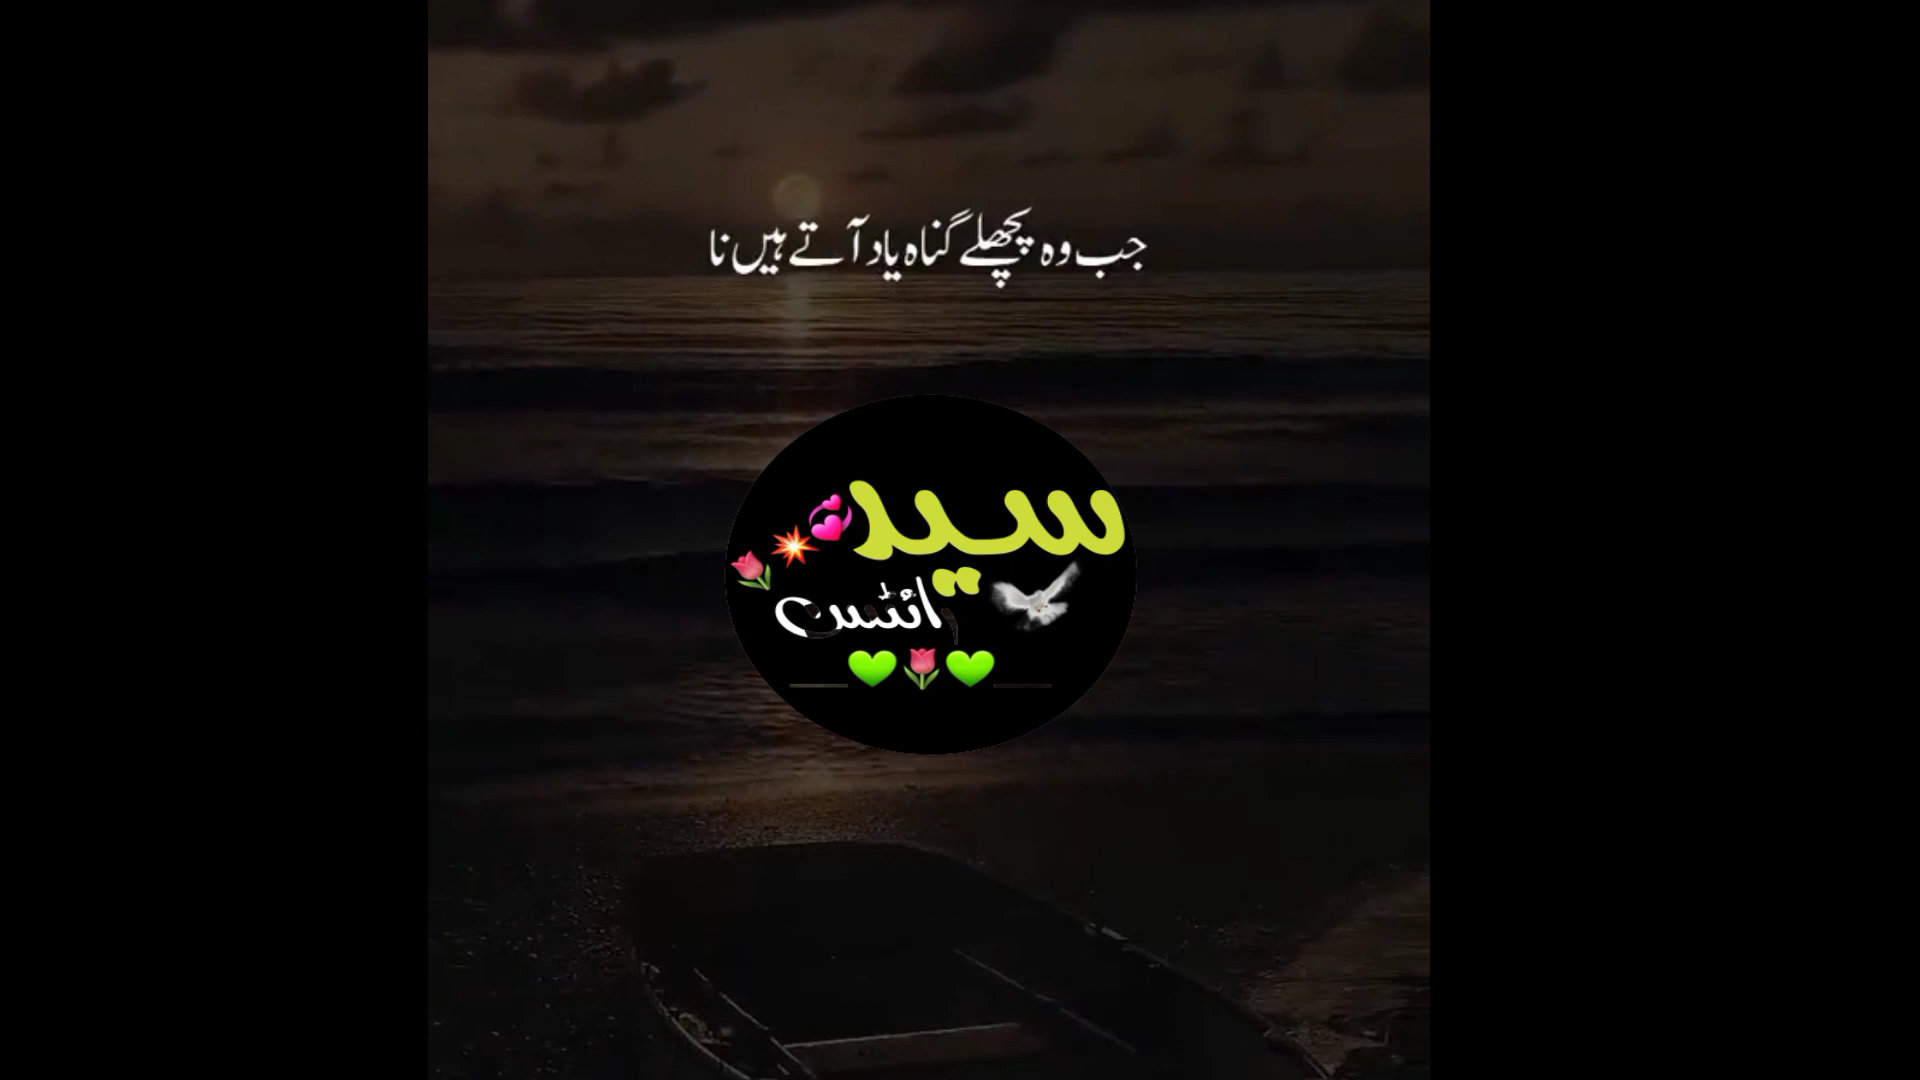 جب وہ پچھلے گناہ یاد آتے ہیں نا
سید
رائٹس